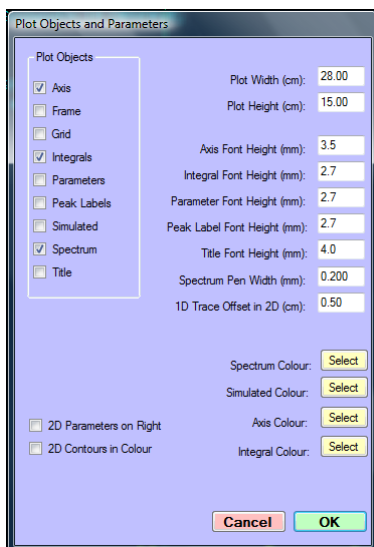 Plot Objects and Parameters
Plot Objects
Axis
Frame
Grid
Integrals
Parameters
Peak Labels
Simulated
Spectrum
Title
Plot Width (cm): 28.00
Plot Height (cm): 15.00
Axis Font Height (mm): 3.5
Integral Font Height (mm): 2.7
Parameter Font Height (mm): 2.7
Peak Label Font Height (mm): 2.7
Title Font Height (mm): 4.0
Spectrum Pen Width (mm): 0.200
1D Trace Offset in 2D (cm): 0.50
Spectrum Colour: Select
Simulated Colour: Select
Axis Colour: Select
Integral Colour: Select
2D Parameters on Right
2D Contours in Colour
Cancel OK